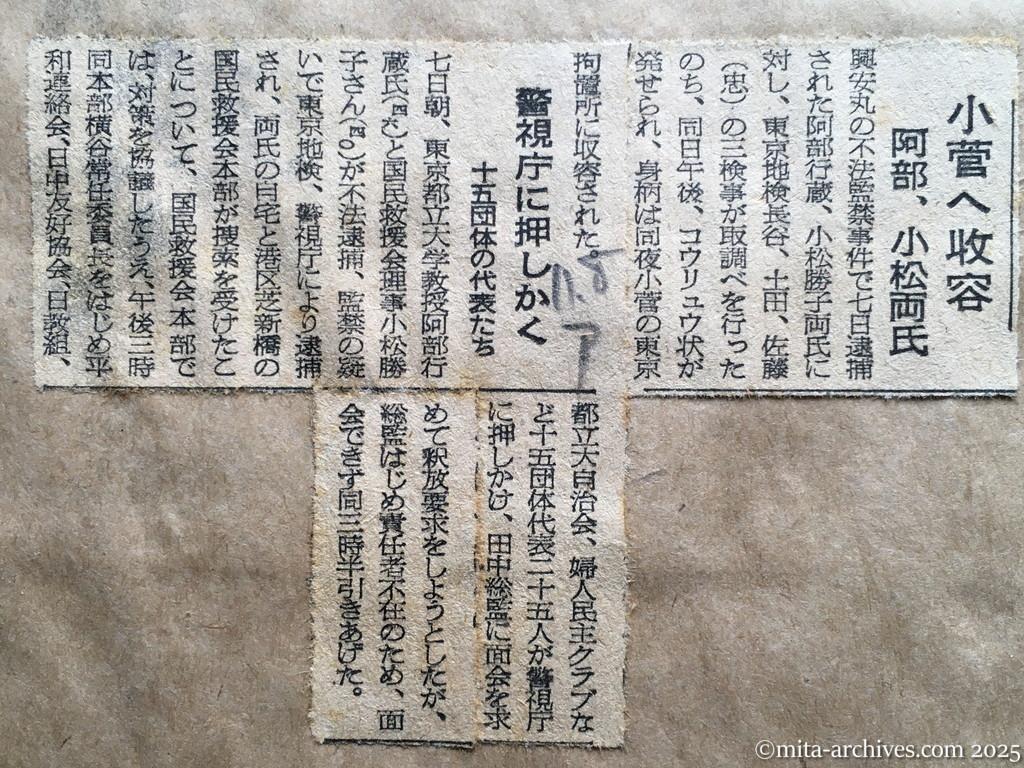 小菅へ收容
阿部、小松両氏
興安丸の不法監禁事件で七日逮捕
された阿部行蔵、小松勝子両氏に
対し、東京地検長谷、土田、佐藤
（忠）の三検事が取調べを行った
のち、同日午後、コウリュウ状が
発せられ、身柄は同夜小菅の東京
拘置所に収容された。
警視庁に押しかく
十五団体の代表たち
七日朝、東京都立大学教授阿部行
蔵氏と国民救援会理事小松勝
子さん（四〇）が不法逮捕、監禁の疑
いで東京地検、警視庁により逮捕
され、両氏の自宅と港区芝新橋の
国民救援会本部が捜索を受けたこ
とについて、国民救援会本部で
は、対策を協議したうえ、午後二時
同本部横合常任委員長をはじめ平
和連絡会、日中友好協会、日教組、
都立大自治会、婦人民主クラブな
ど十五団体代表二十五人が警視庁
に押しかけ、田中総監に面会を求
めて釈放要求をしようとしたが、
総監はじめ責任者不在のため、面
会できず同三時半引きあげた。
©mita-archives.com 2025